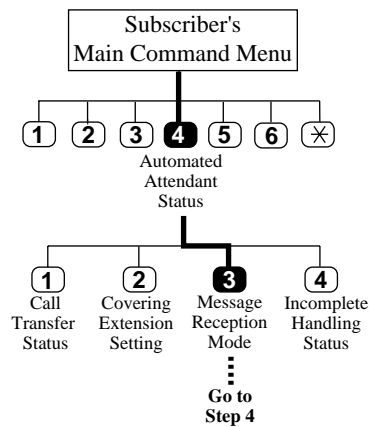 Subscriber's
Main Command Menu
1 2 3 4 5 6 ✳
Automated
Attendant
Status
1 2 3 4
Call
Transfer
Status
Covering
Extension
Setting
Message
Reception
Mode
Incomplete
Handling
Status
Go to
Step 4